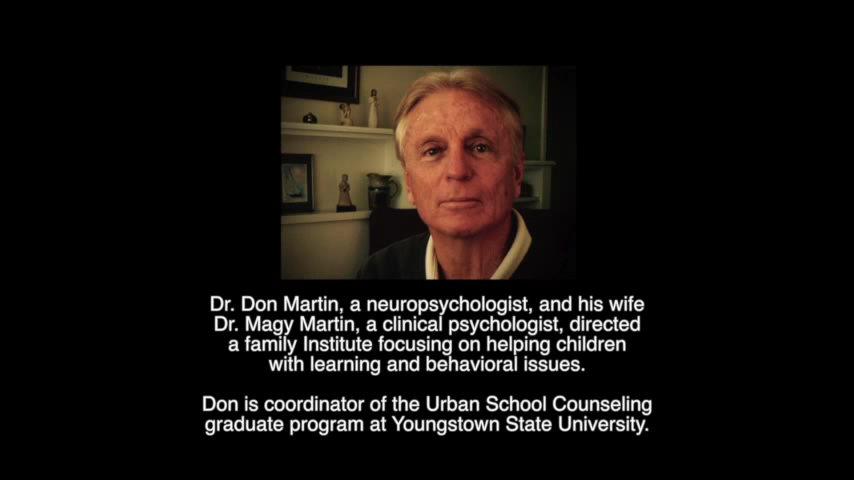 Dr. Don Martin, a neuropsychologist, and his wife
Dr. Magy Martin, a clinical psychologist, directed
a family Institute focusing on helping children
with learning and behavioral issues.
Don is coordinator of the Urban School Counseling
graduate program at Youngstown State University.